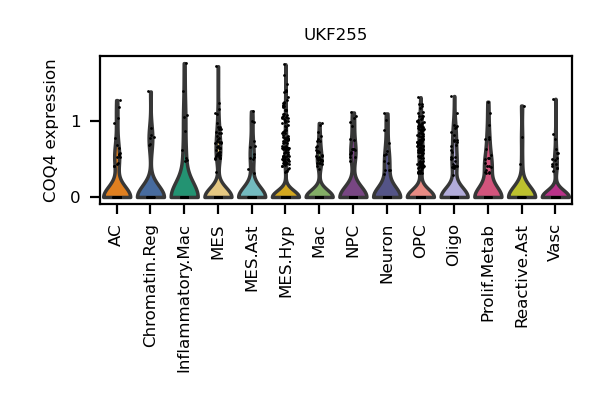 UKF255
COQ4 expression
1
0
AC
Chromatin.Reg
Inflammatory.Mac
MES
MES.Ast
MES.Hyp
Mac
NPC
Neuron
OPC
Oligo
Prolif.Metab
Reactive.Ast
Vasc